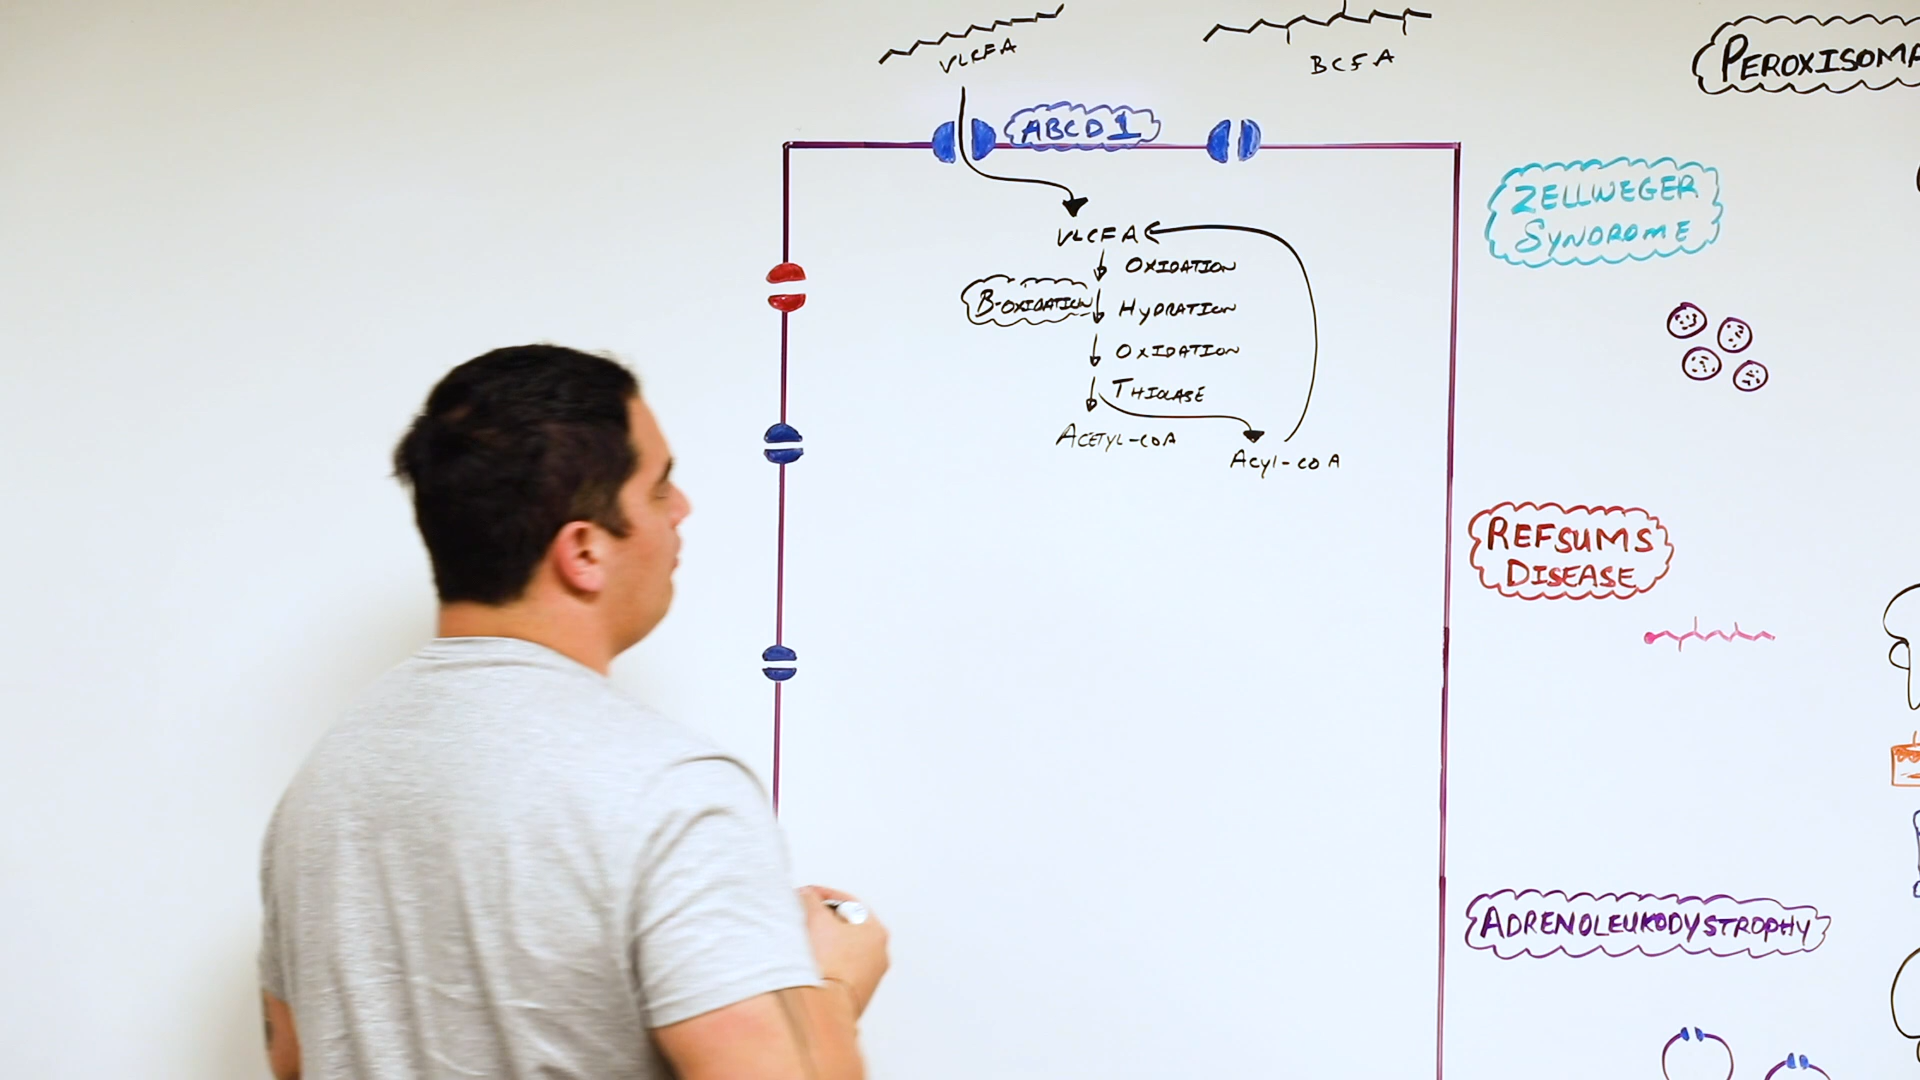 VLCFA
BCFA
PEROXISOMA
ABCD1
ZELLWEGER
SYNDROME
VLCFA
OXIDATION
B-OXIDATION
HYDRATION
OXIDATION
THIOLASE
ACETYL-COA
ACYl-COA
REFSUMS
DISEASE
ADRENOLEUKODYSTROPHY